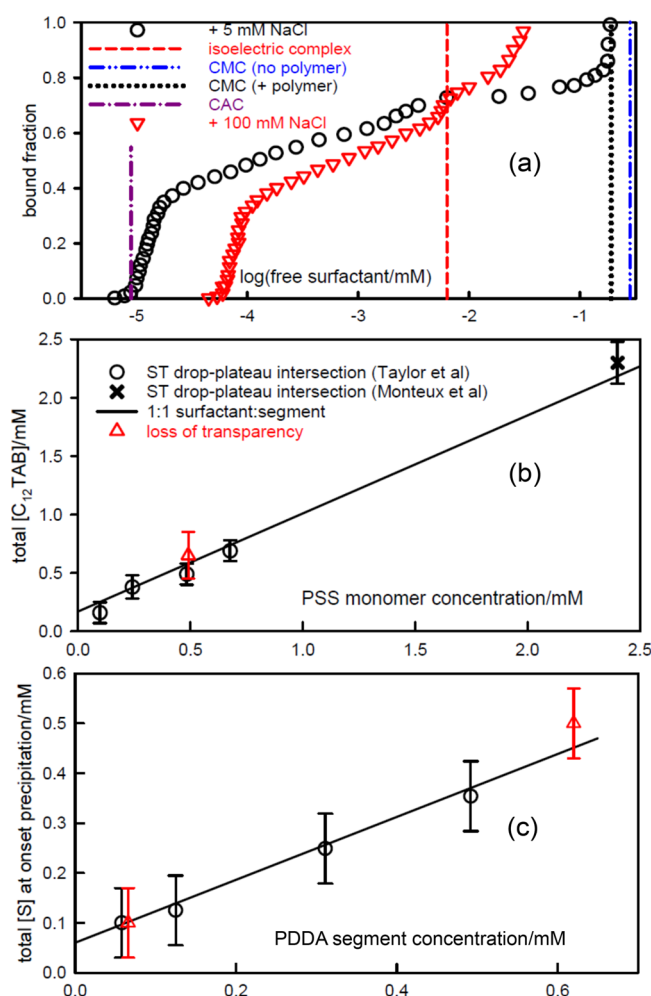 + 5 mM NaCl
isoelectric complex
CMC (no polymer)
CMC (+ polymer)
CAC
+ 100 mM NaCl
(a)
bound fraction
1.0
0.8
0.6
0.4
0.2
0.0
log(free surfactant/mM)
-5 -4 -3 -2 -1
2.5
2.0
1.5
1.0
0.5
0.0
total [C₁₂TAB]/mM
ST drop-plateau intersection (Taylor et al)
ST drop-plateau intersection (Monteux et al)
1:1 surfactant:segment
loss of transparency
(b)
PSS monomer concentration/mM
0.0 0.5 1.0 1.5 2.0 2.5
0.6
0.5
0.4
0.3
0.2
0.1
0.0
total [S] at onset precipitation/mM
(c)
PDDA segment concentration/mM
0.0 0.2 0.4 0.6